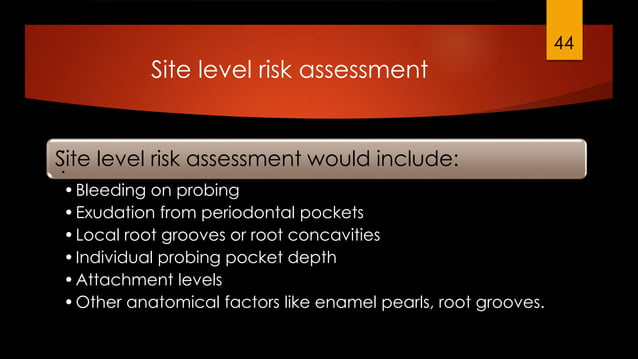 44
Site level risk assessment
Site level risk assessment would include:
•
• Bleeding on probing
• Exudation from periodontal pockets
• Local root grooves or root concavities
• Individual probing pocket depth
• Attachment levels
• Other anatomical factors like enamel pearls, root grooves.